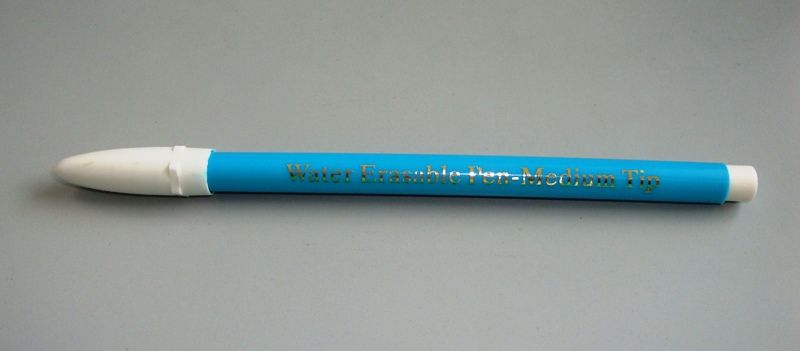 Water Erasable Pen-Medium Tip